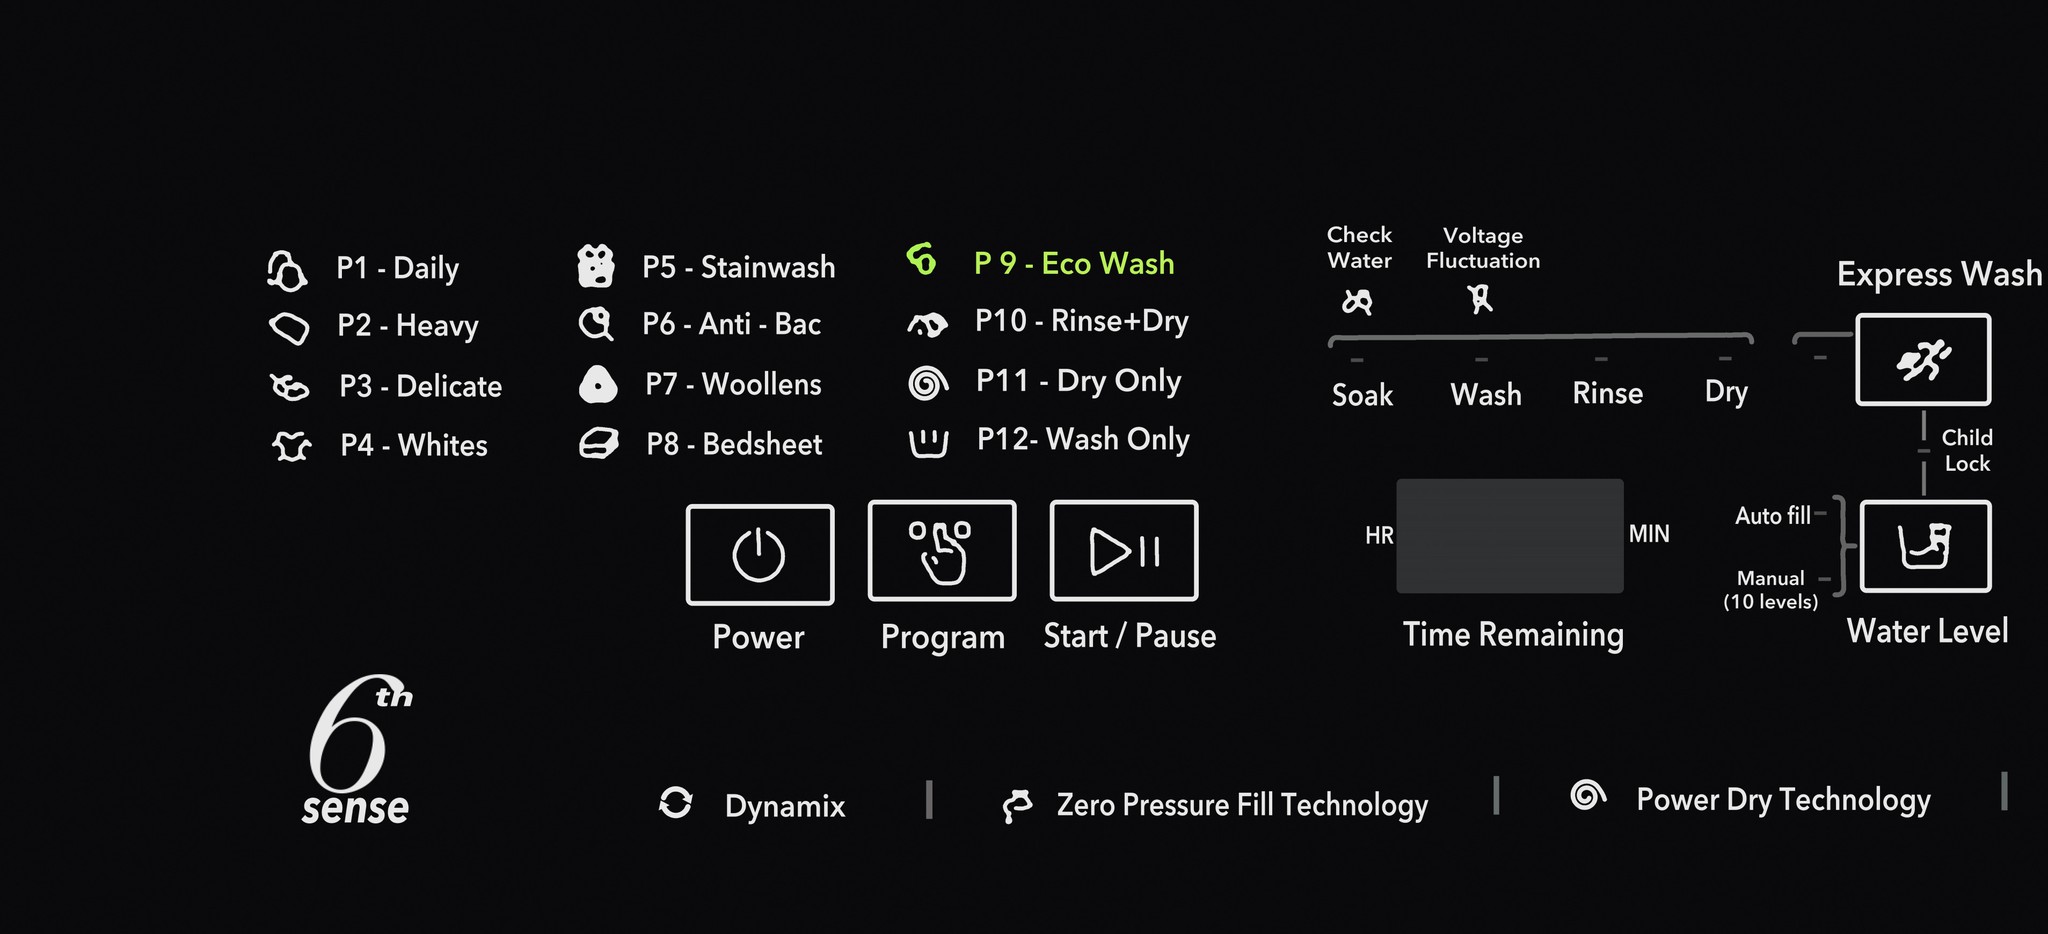 P1 - Daily
P2 - Heavy
P3 - Delicate
P4 - Whites
P5 - Stainwash
P6 - Anti - Bac
P7 - Woollens
P8 - Bedsheet
P 9 - Eco Wash
P10 - Rinse+Dry
P11 - Dry Only
P12- Wash Only
Power
Program
Start / Pause
Check
Water
Voltage
Fluctuation
Soak
Wash
Rinse
Dry
HR
MIN
Time Remaining
Express Wash
Child
Lock
Auto fill
Manual
(10 levels)
Water Level
6th
sense
Dynamix
Zero Pressure Fill Technology
Power Dry Technology